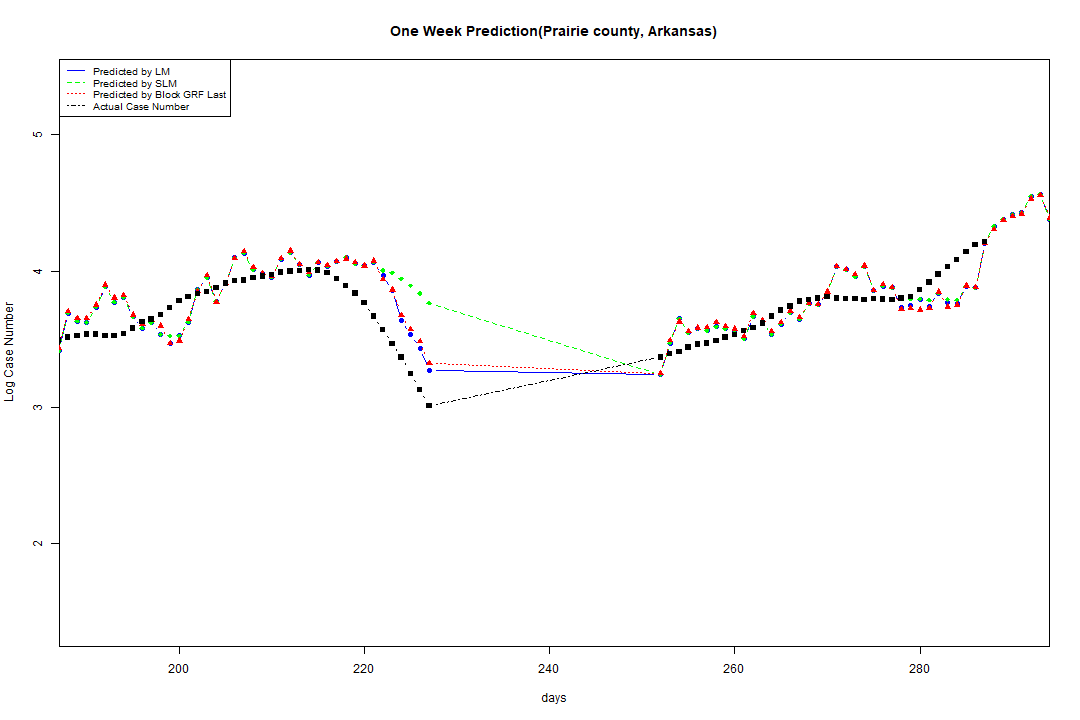 One Week Prediction(Prairie county, Arkansas)
Predicted by LM
Predicted by SLM
Predicted by Block GRF Last
Actual Case Number
5
4
3
2
Log Case Number
200 220 240 260 280
days